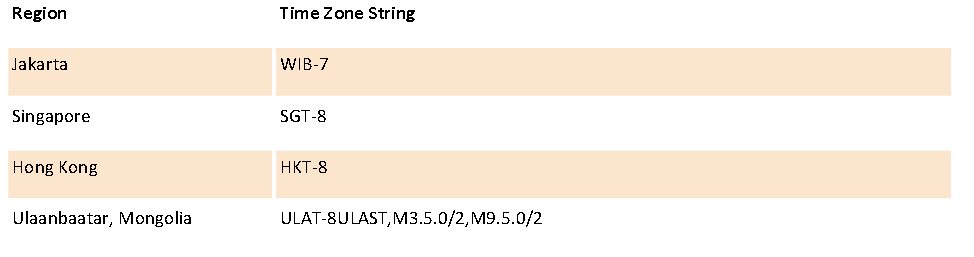 Region Time Zone String
Jakarta WIB-7
Singapore SGT-8
Hong Kong HKT-8
Ulaanbaatar, Mongolia ULAT-8ULAST,M3.5.0/2,M9.5.0/2